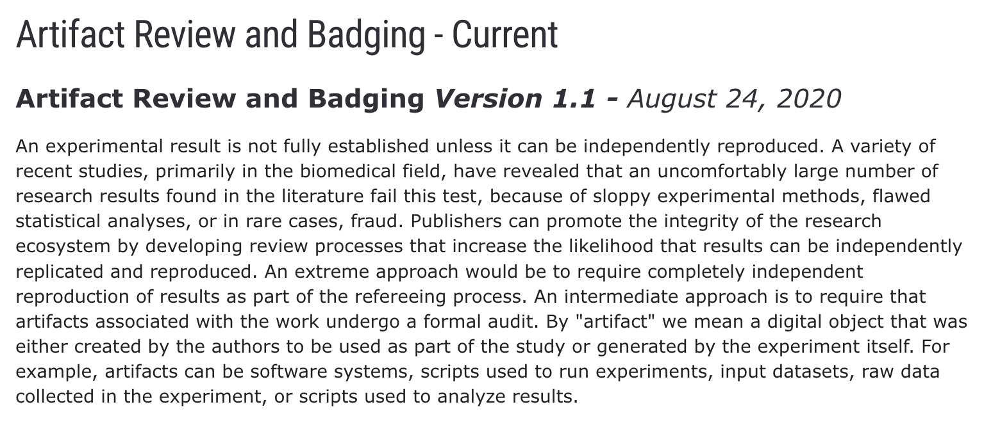 Artifact Review and Badging - Current
Artifact Review and Badging Version 1.1 - August 24, 2020
An experimental result is not fully established unless it can be independently reproduced. A variety of
recent studies, primarily in the biomedical field, have revealed that an uncomfortably large number of
research results found in the literature fail this test, because of sloppy experimental methods, flawed
statistical analyses, or in rare cases, fraud. Publishers can promote the integrity of the research
ecosystem by developing review processes that increase the likelihood that results can be independently
replicated and reproduced. An extreme approach would be to require completely independent
reproduction of results as part of the refereeing process. An intermediate approach is to require that
artifacts associated with the work undergo a formal audit. By "artifact" we mean a digital object that was
either created by the authors to be used as part of the study or generated by the experiment itself. For
example, artifacts can be software systems, scripts used to run experiments, input datasets, raw data
collected in the experiment, or scripts used to analyze results.